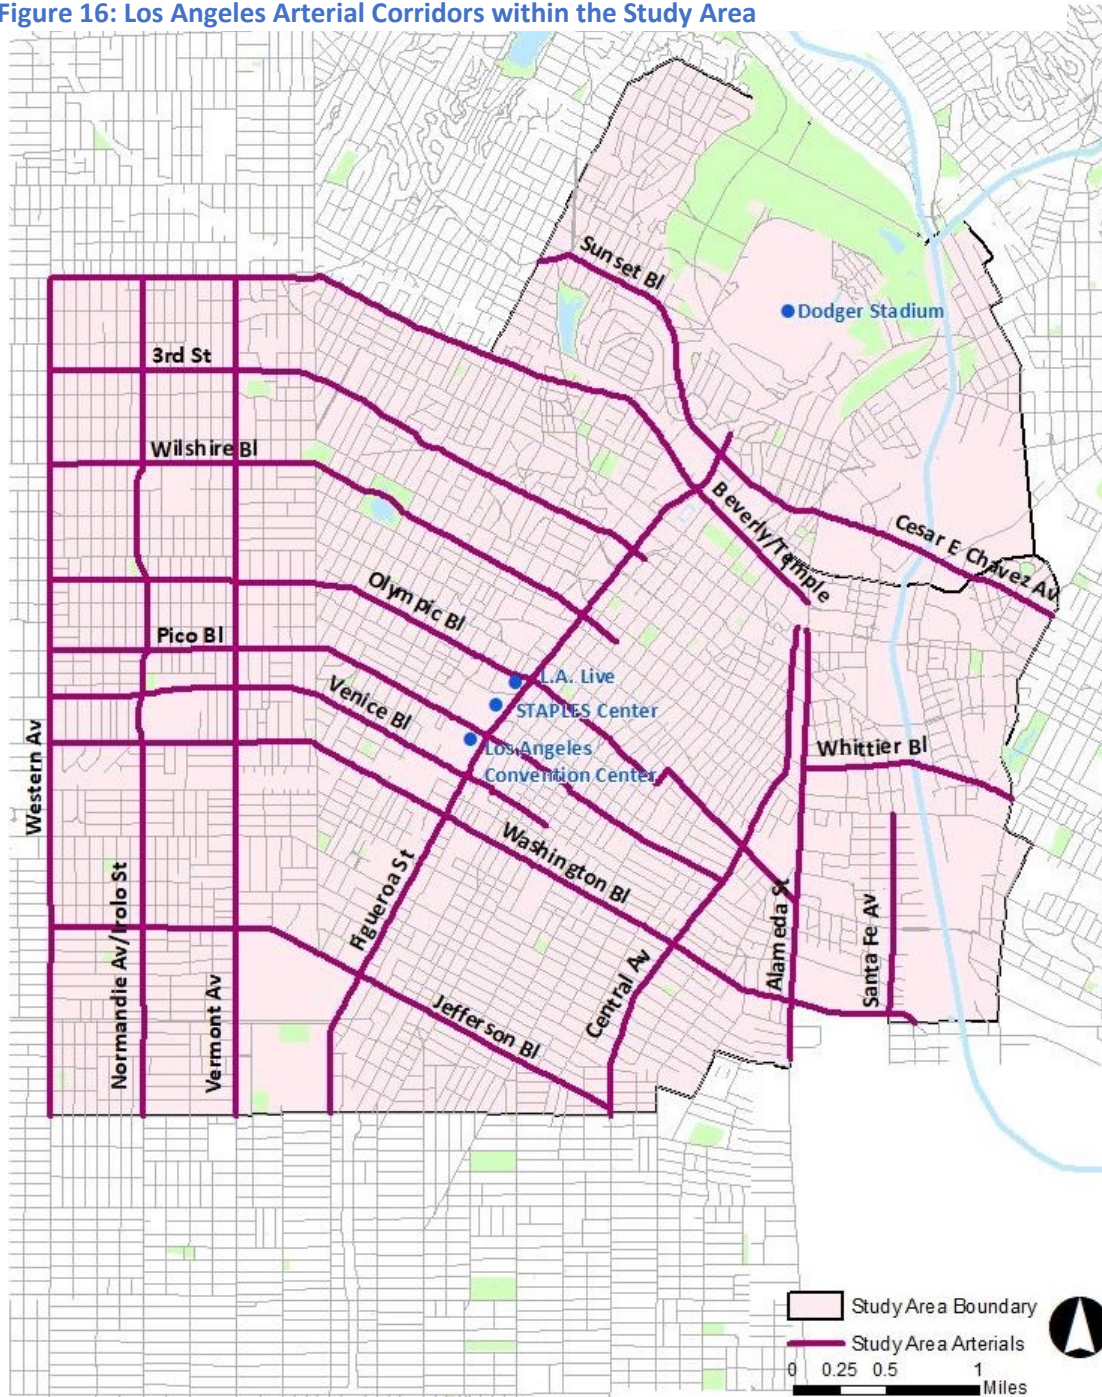 Figure 16: Los Angeles Arterial Corridors within the Study Area
Sunset Bl
Dodger Stadium
3rd St
Wilshire Bl
Beverly/Temple
Cesar E Chavez Av
Olympic Bl
Pico Bl
L.A. Live
STAPLES Center
Venice Bl
Los Angeles
Convention Center
Whittier Bl
Western Av
Washington Bl
Figueroa St
Normandie Av/Irolo St
Vermont Av
Alameda St
Santa Fe Av
Central Av
Jefferson Bl
Study Area Boundary
Study Area Arterials
0 0.25 0.5 1
Miles